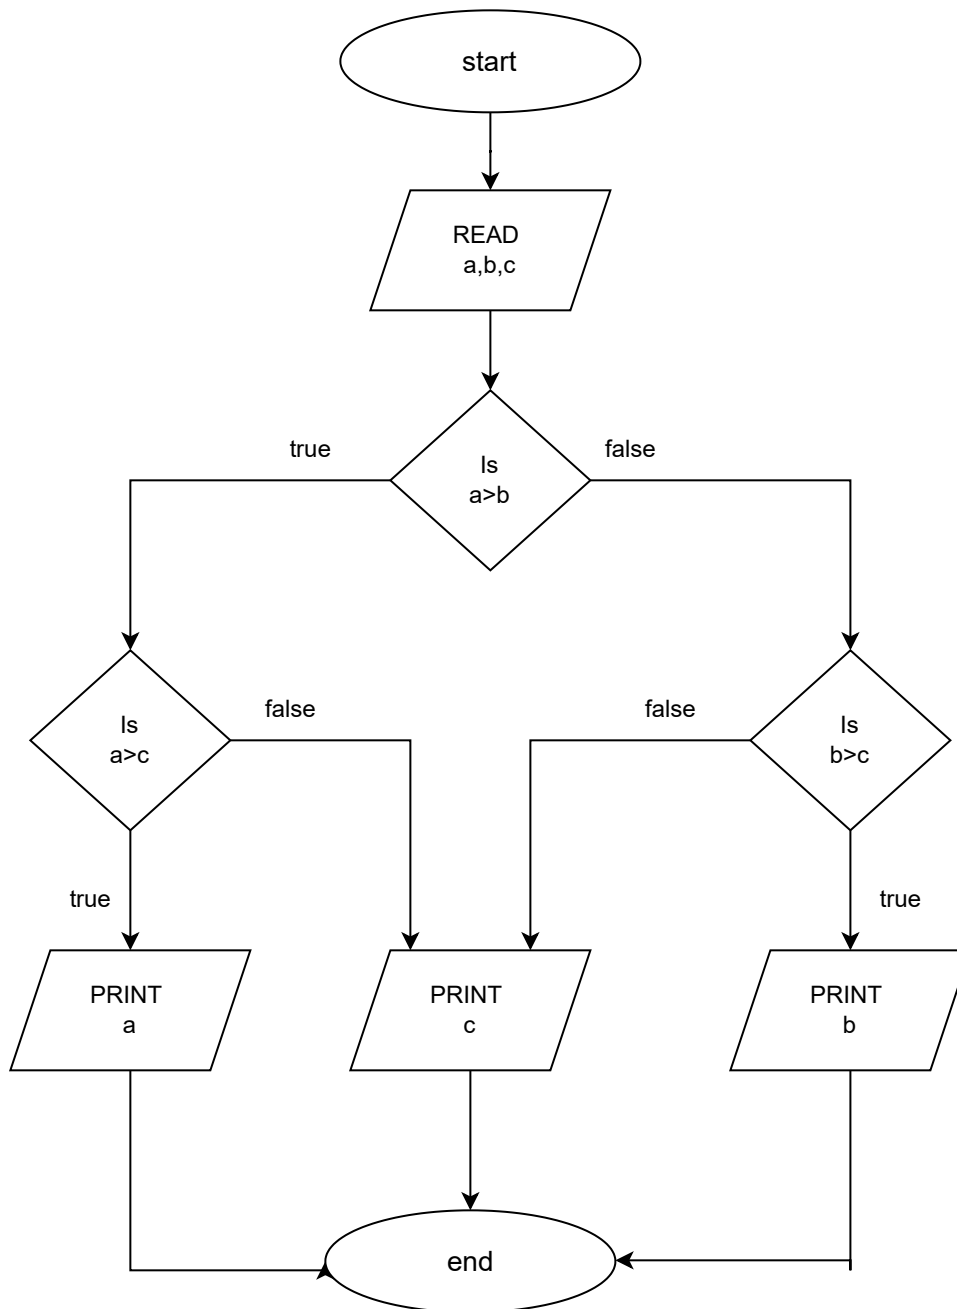 start
READ
a,b,c
true
false
Is
a>b
false
false
Is
a>c
Is
b>c
true
true
PRINT
a
PRINT
c
PRINT
b
end